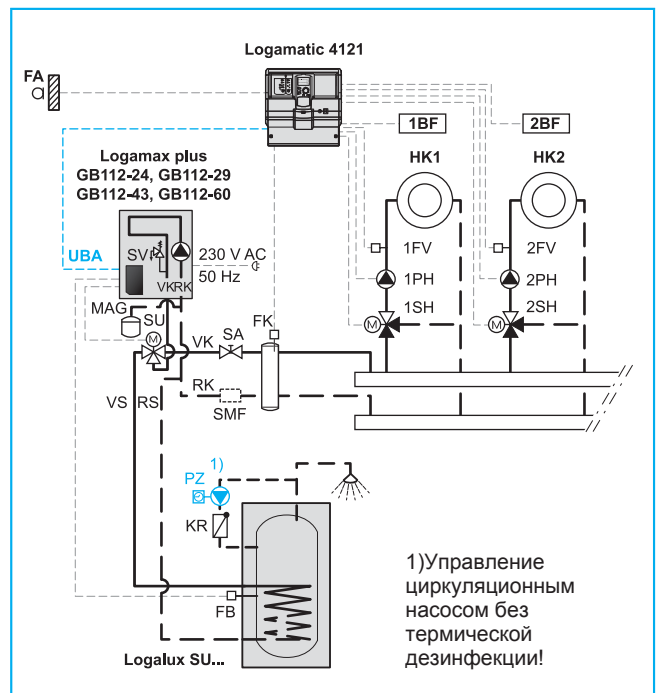 Logamatic 4121
FA
1BF
2BF
Logamax plus
GB112-24, GB112-29
GB112-43, GB112-60
HK1
HK2
UBA
SV
230 V AC
50 Hz
VK
RK
1FV
2FV
1PH
2PH
MAG
SU
FK
1SH
2SH
M
M
M
VK
SA
VS
RS
RK
SMF
1)
PZ
KR
FB
Logalux SU...
1)Управление
циркуляционным
насосом без
термической
дезинфекции!